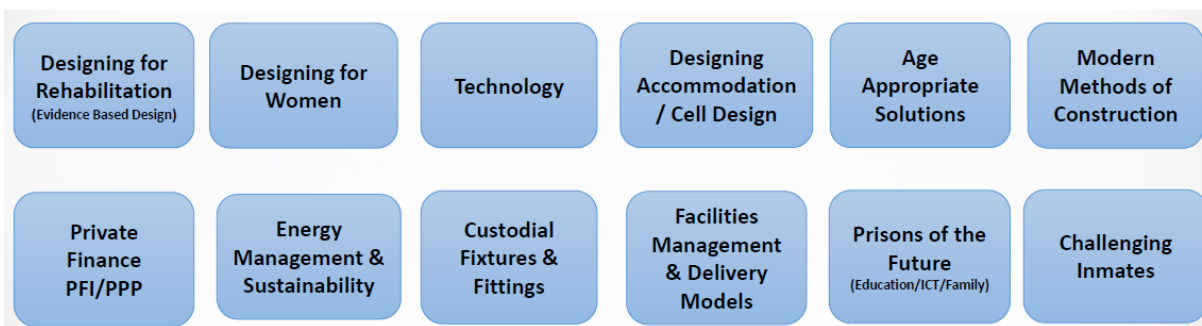 Designing for
Rehabilitation
(Evidence Based Design)
Designing for
Women
Technology
Designing
Accommodation
/ Cell Design
Age
Appropriate
Solutions
Modern
Methods of
Construction
Private
Finance
PFI/PPP
Energy
Management &
Sustainability
Custodial
Fixtures &
Fittings
Facilities
Management
& Delivery
Models
Prisons of the
Future
(Education/ICT/Family)
Challenging
Inmates